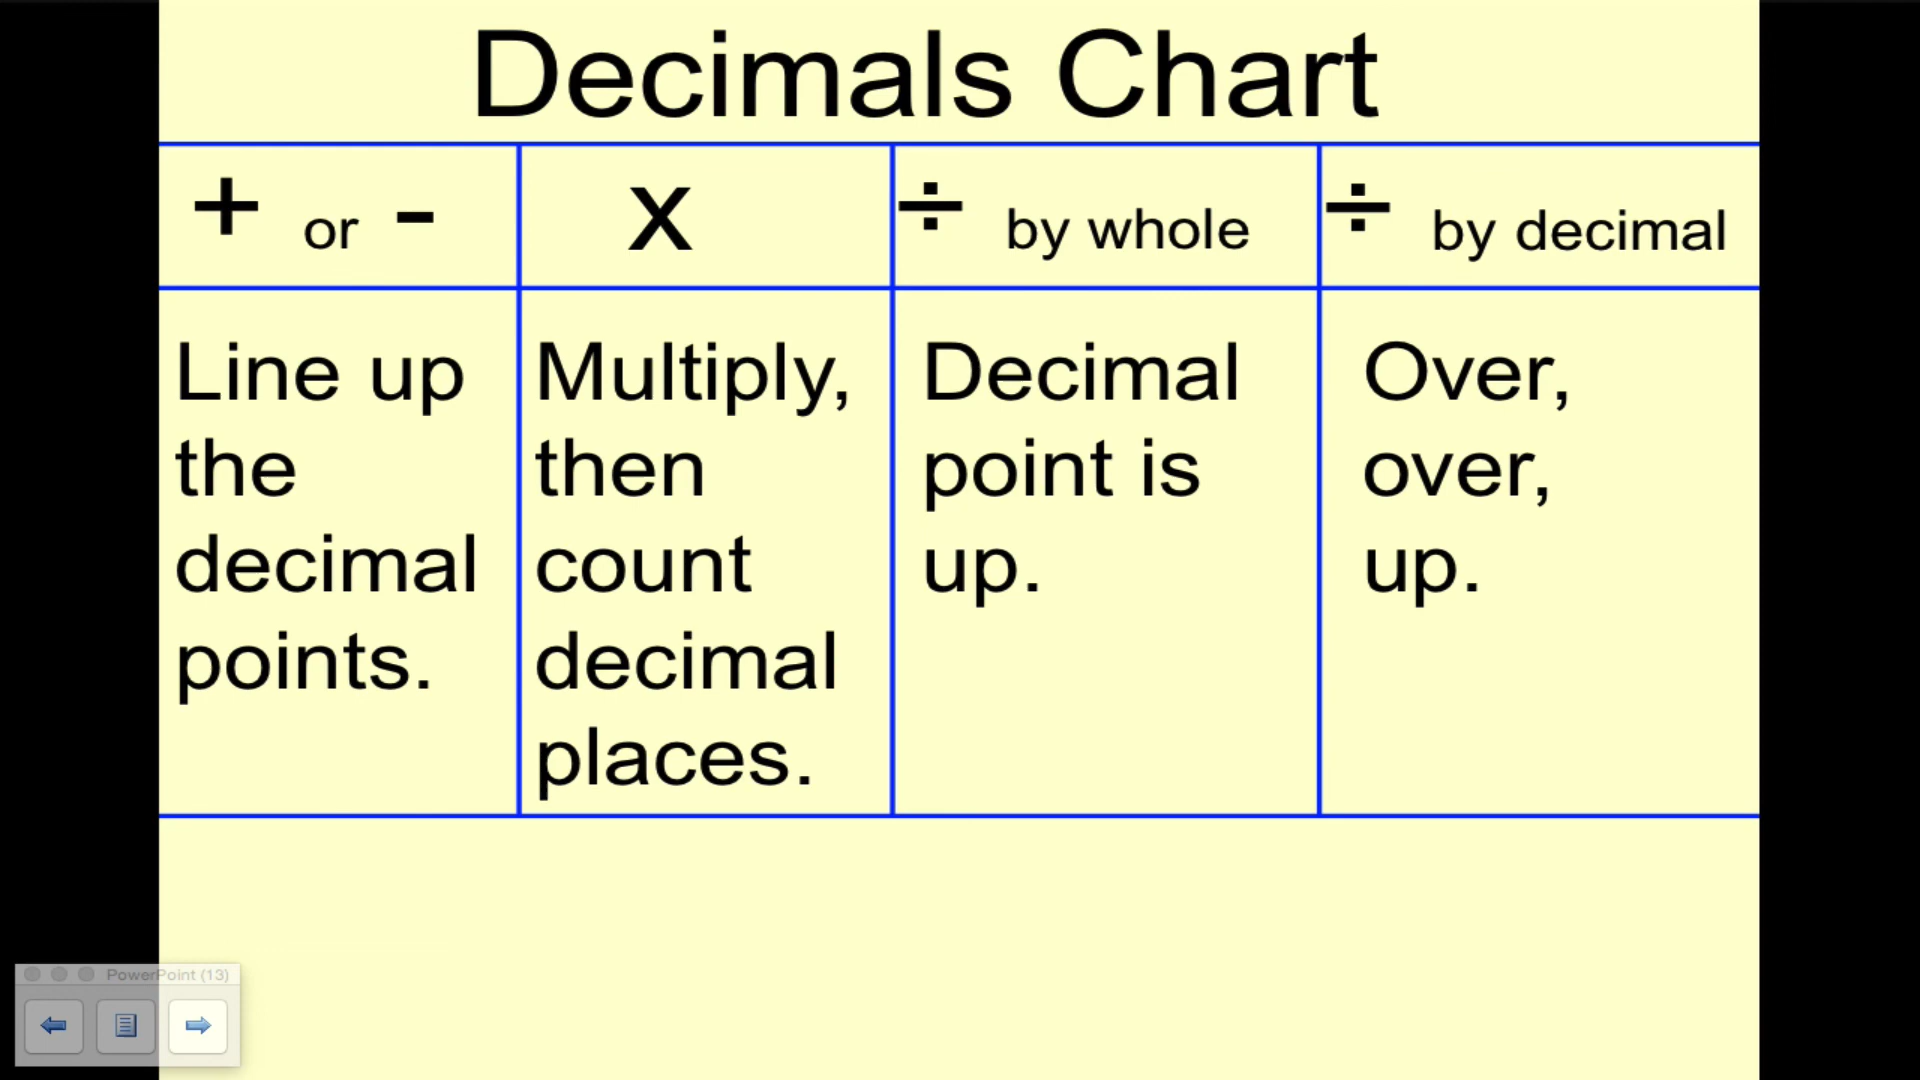 Decimals Chart
+ or -
x
÷ by whole
÷ by decimal
Line up
the
decimal
points.
Multiply,
then
count
decimal
places.
Decimal
point is
up.
Over,
over,
up.
PowerPoint (13)